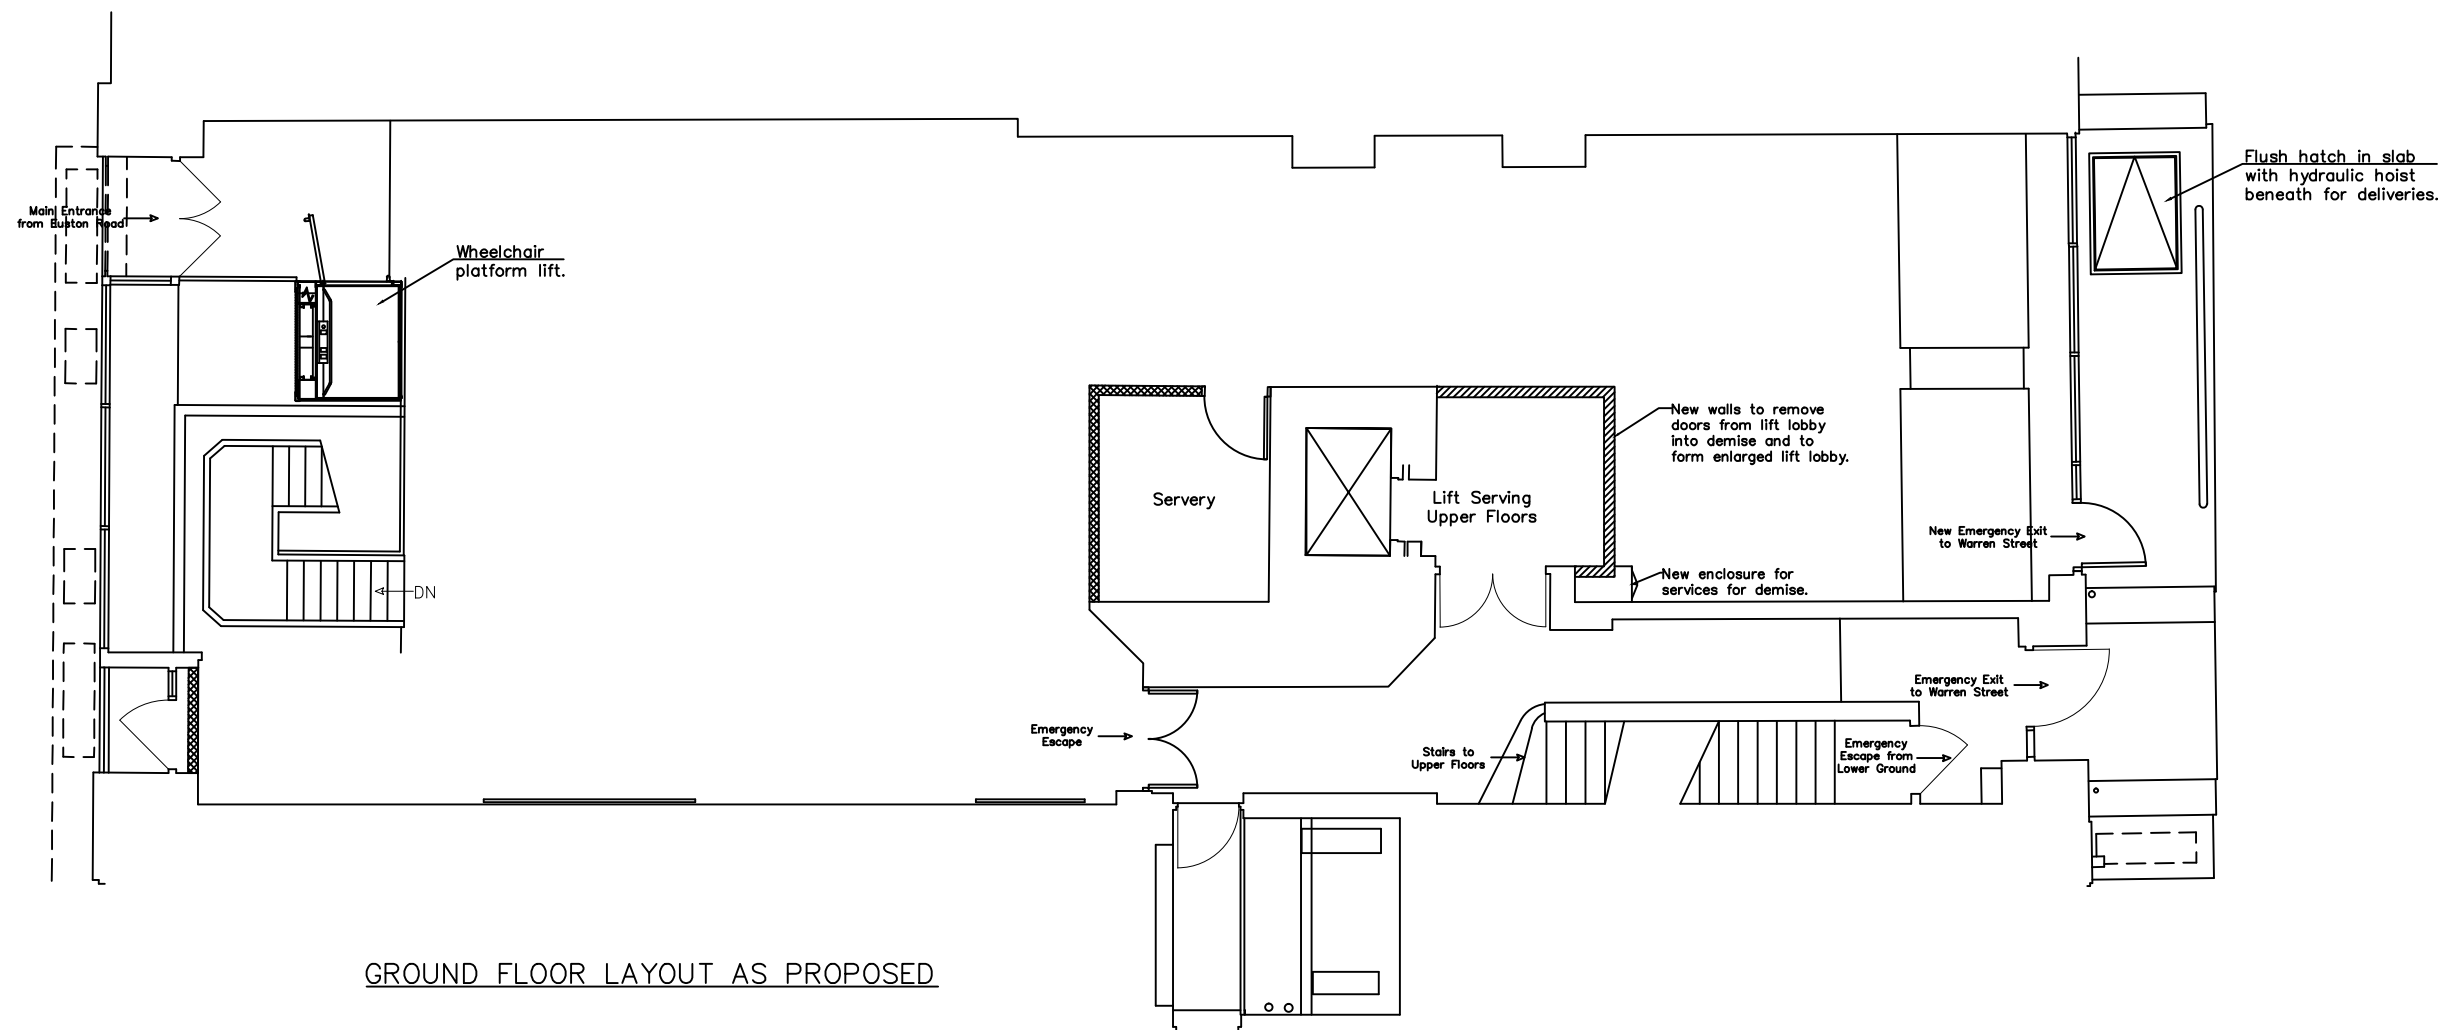 Flush hatch in slab
with hydraulic hoist
beneath for deliveries.
Main Entrance
from Euston Road
Wheelchair
platform lift.
New walls to remove
doors from lift lobby
into demise and to
form enlarged lift lobby.
Servery
Lift Serving
Upper Floors
New Emergency Exit
to Warren Street
New enclosure for
services for demise.
DN
Emergency Exit
to Warren Street
Emergency
Escape
Stairs to
Upper Floors
Emergency
Escape from
Lower Ground
GROUND FLOOR LAYOUT AS PROPOSED